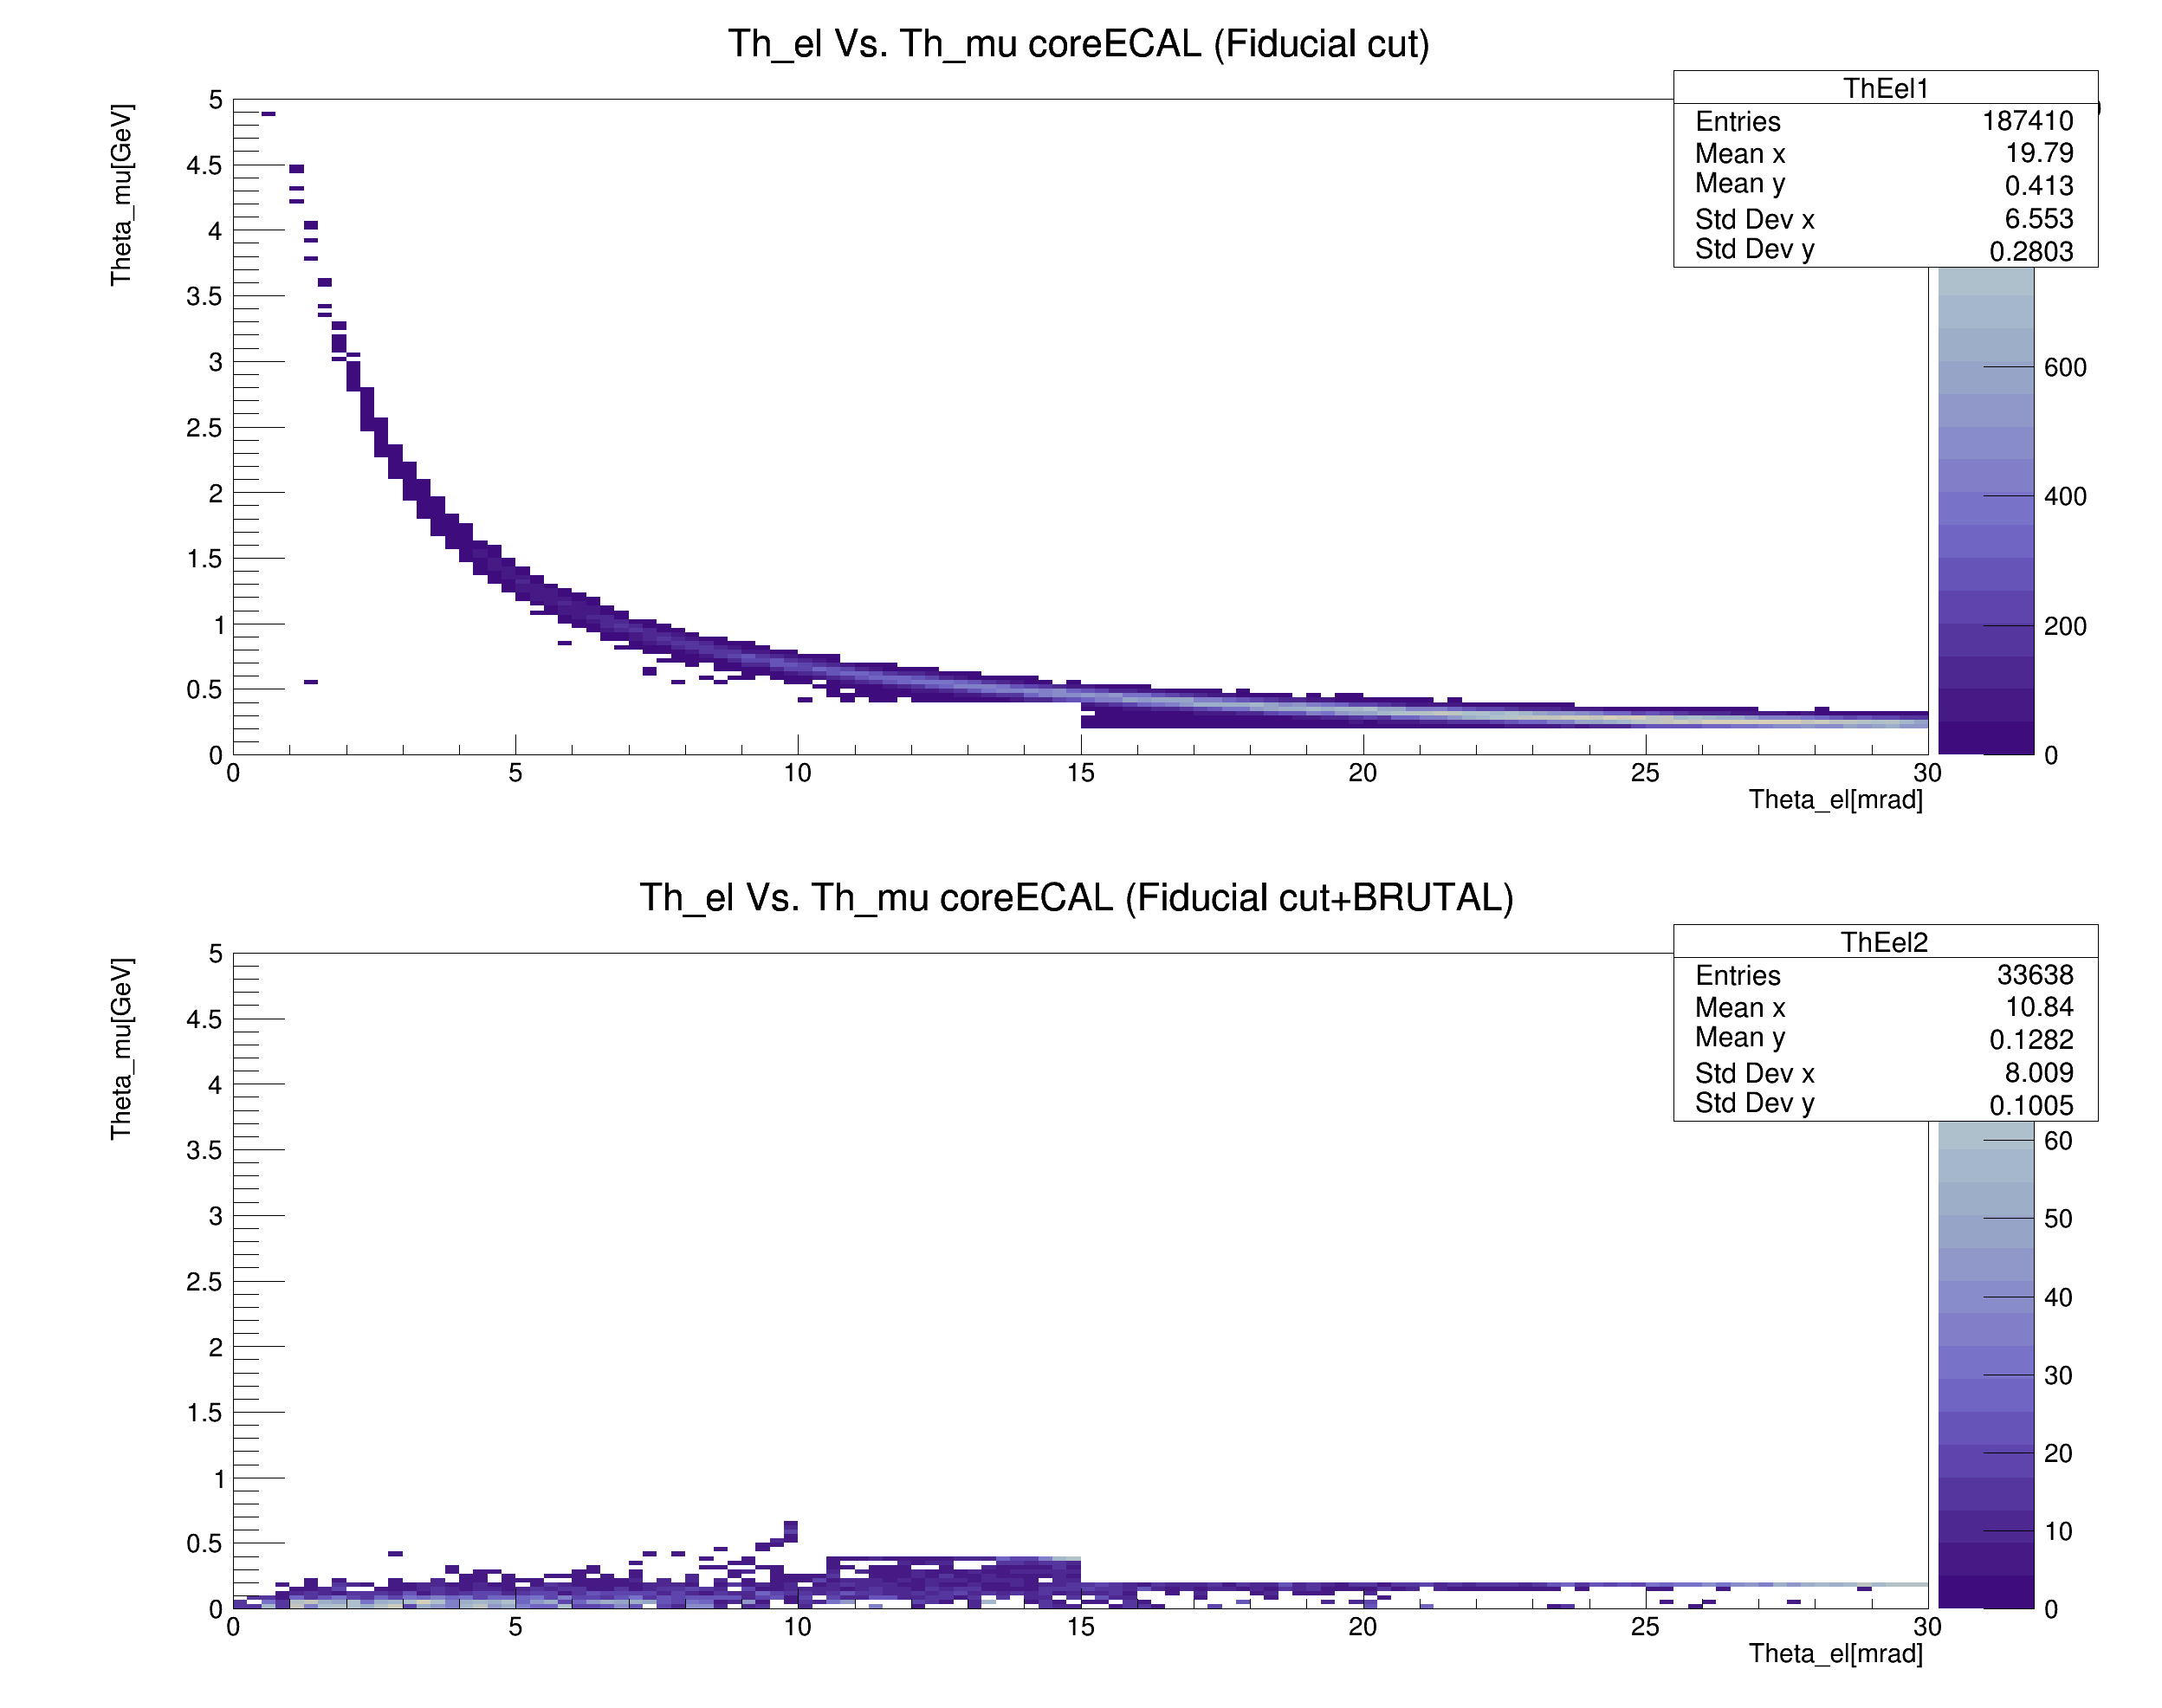 Th_el Vs. Th_mu coreECAL (Fiducial cut)
Theta_mu[GeV]
ThEel1
Entries 187410
Mean x 19.79
Mean y 0.413
Std Dev x 6.553
Std Dev y 0.2803
5
4.5
4
3.5
3
2.5
2
1.5
1
0.5
0
0 5 10 15 20 25 30
Theta_el[mrad]
600
400
200
0
Th_el Vs. Th_mu coreECAL (Fiducial cut+BRUTAL)
Theta_mu[GeV]
ThEel2
Entries 33638
Mean x 10.84
Mean y 0.1282
Std Dev x 8.009
Std Dev y 0.1005
5
4.5
4
3.5
3
2.5
2
1.5
1
0.5
0
0 5 10 15 20 25 30
Theta_el[mrad]
60
50
40
30
20
10
0